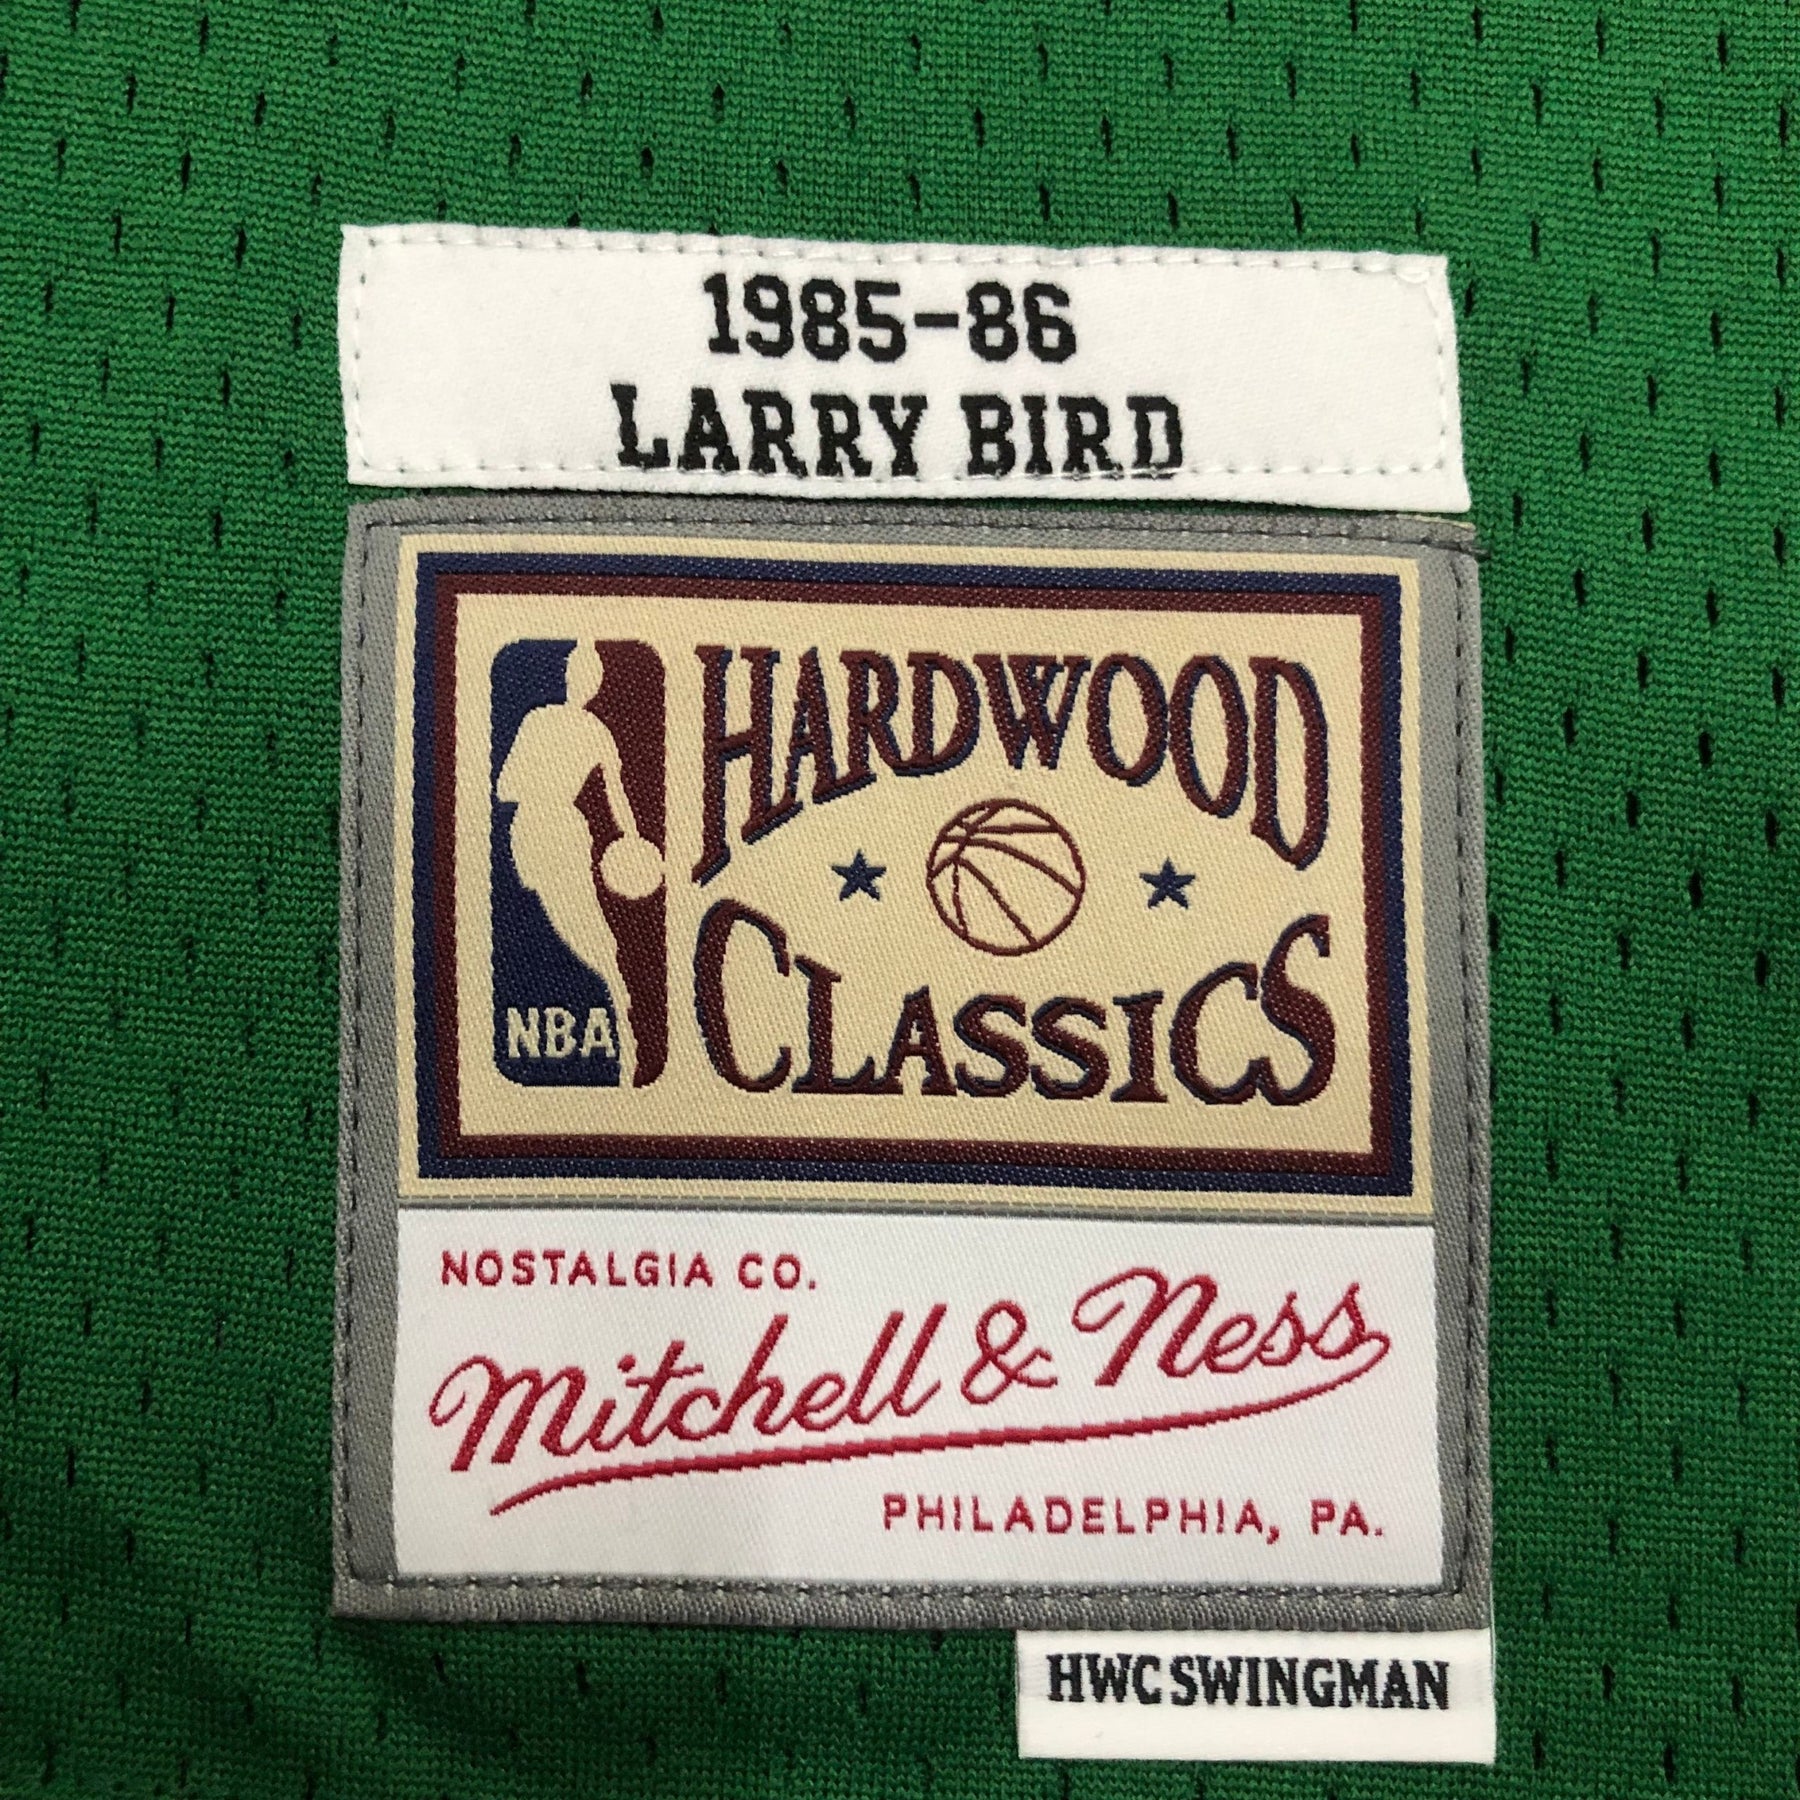 1985-86
LARRY BIRD
HARDWOOD
CLASSICS
NBA
NOSTALGIA CO.
Mitchell & Ness
PHILADELPHIA, PA.
HWC SWINGMAN